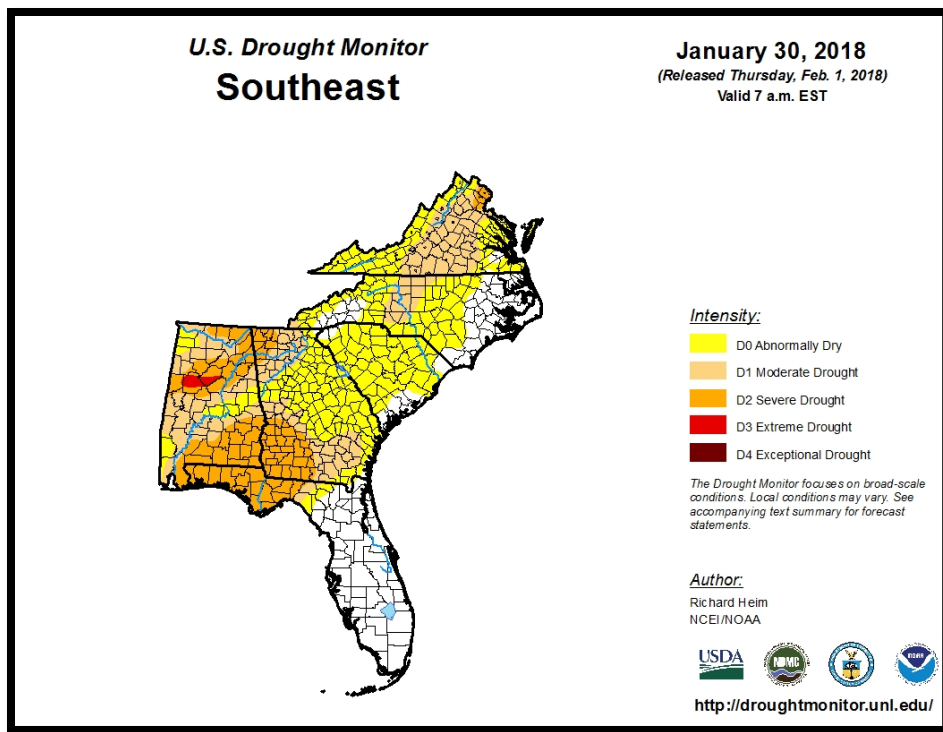 U.S. Drought Monitor
Southeast
January 30, 2018
(Released Thursday, Feb. 1, 2018)
Valid 7 a.m. EST
Intensity:
D0 Abnormally Dry
D1 Moderate Drought
D2 Severe Drought
D3 Extreme Drought
D4 Exceptional Drought
The Drought Monitor focuses on broad-scale
conditions. Local conditions may vary. See
accompanying text summary for forecast
statements.
Author:
Richard Heim
NCEI/NOAA
USDA
NDMC
NOAA
http://droughtmonitor.unl.edu/